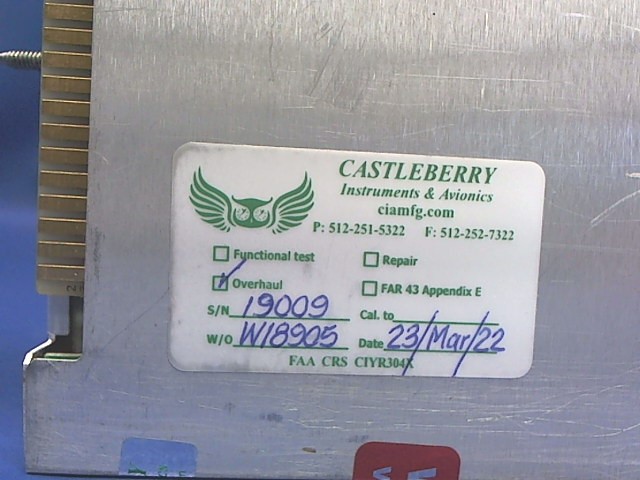 CASTLEBERRY
Instruments & Avionics
ciamfg.com
P: 512-251-5322 F: 512-252-7322
Functional test Repair
Overhaul FAR 43 Appendix E
S/N 19009 Cal. to
W/O W18905 Date 23/Mar/22
FAA CRS CIYR304X